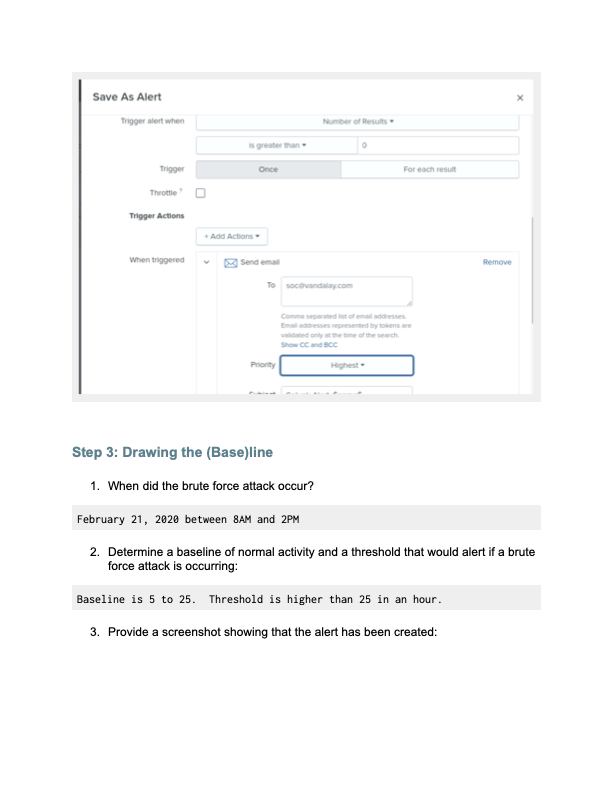 Save As Alert ×
Trigger alert when Number of Results
is greater than 0
Trigger Once For each result
Throttle ?
Trigger Actions
+ Add Actions
When triggered Send email Remove
To soc@vandalay.com
Comma separated list of email addresses.
Email addresses represented by tokens are
validated only at the time of the search.
Show CC and BCC
Priority Highest
Step 3: Drawing the (Base)line
1. When did the brute force attack occur?
February 21, 2020 between 8AM and 2PM
2. Determine a baseline of normal activity and a threshold that would alert if a brute
force attack is occurring:
Baseline is 5 to 25. Threshold is higher than 25 in an hour.
3. Provide a screenshot showing that the alert has been created: